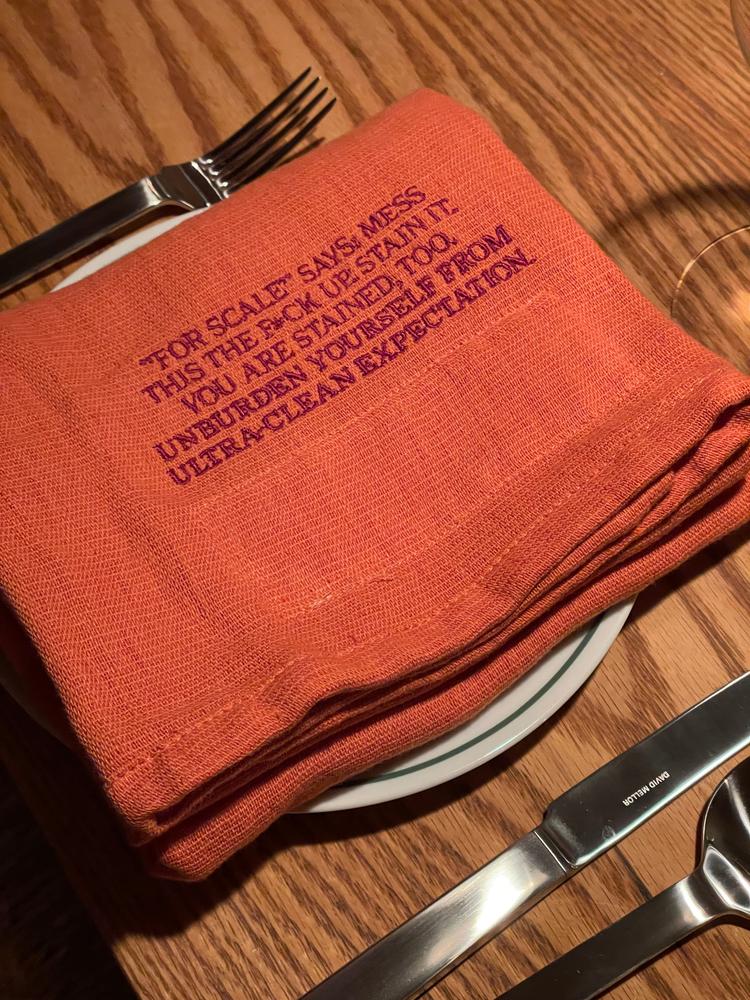 "FOR SCALE" SAYS: MESS
THIS THE F*CK UP. STAIN IT.
YOU ARE STAINED, TOO.
UNBURDEN YOURSELF FROM
ULTRA-CLEAN EXPECTATION.
DAVID MELLOR